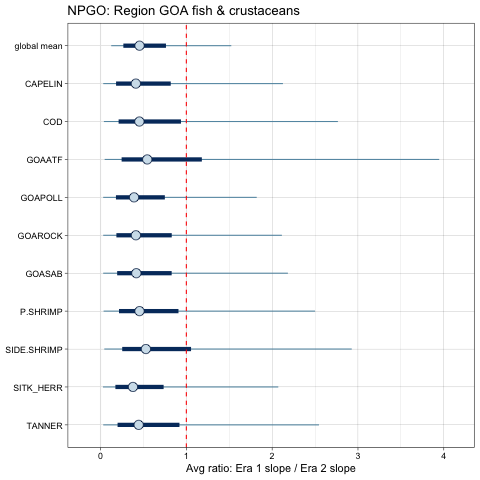 NPGO: Region GOA fish & crustaceans
global mean
CAPELIN
COD
GOAATF
GOAPOLL
GOAROCK
GOASAB
P.SHRIMP
SIDE.SHRIMP
SITK_HERR
TANNER
0 1 2 3 4
Avg ratio: Era 1 slope / Era 2 slope